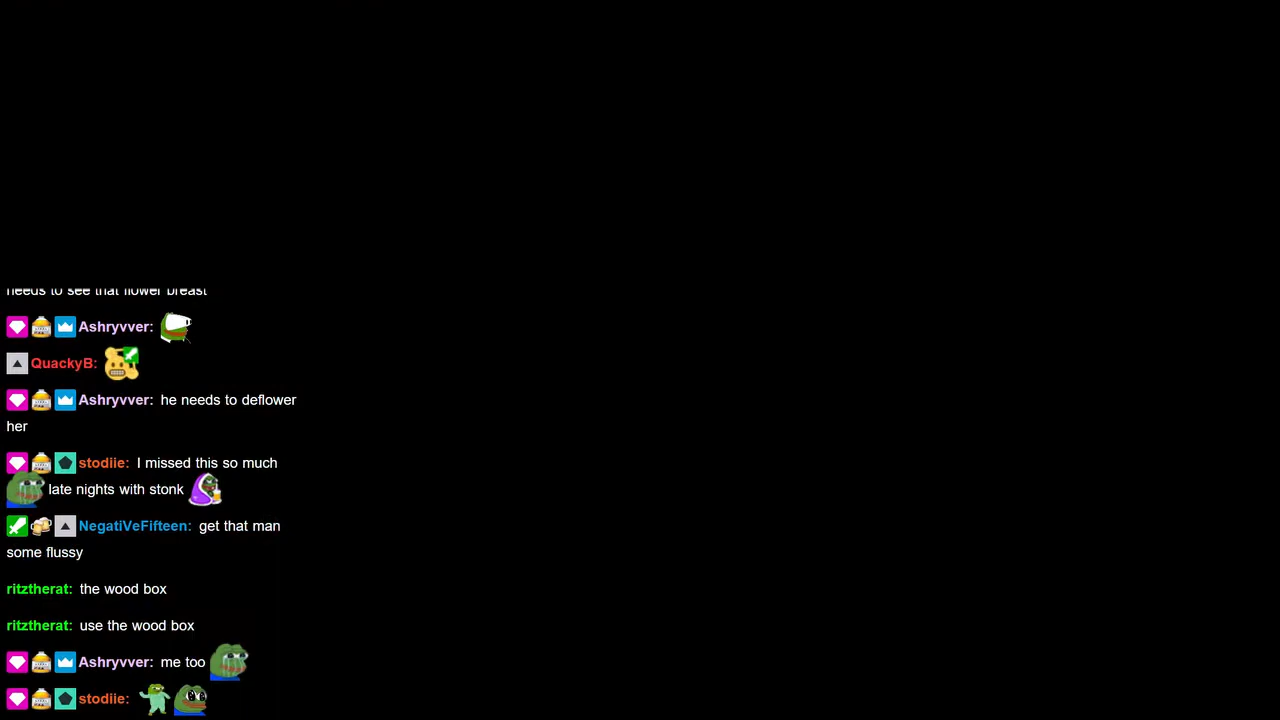 needs to see that flower breast
Ashryvver:
QuackyB:
Ashryvver: he needs to deflower
her
stodiie: I missed this so much
late nights with stonk
NegatiVeFifteen: get that man
some flussy
ritztherat: the wood box
ritztherat: use the wood box
Ashryvver: me too
stodiie: